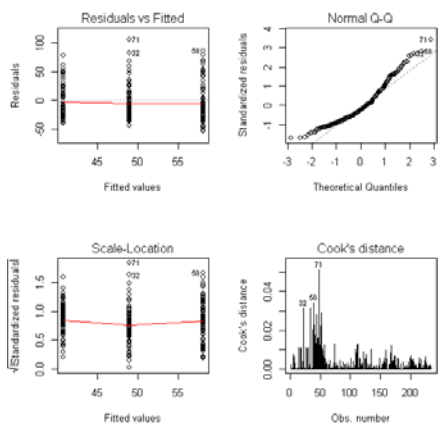 Residuals vs Fitted
Residuals
100
50
0
-50
71
32
58
45 50 55
Fitted values
Normal Q-Q
Standardized residuals
4
3
2
1
0
-1
71
58
-3 -2 -1 0 1 2 3
Theoretical Quantiles
Scale-Location
√|Standardized residuals|
1.5
1.0
0.5
0.0
71
32
58
45 50 55
Fitted values
Cook's distance
Cook's distance
0.04
0.02
0.00
32
58
71
0 50 100 150 200
Obs. number